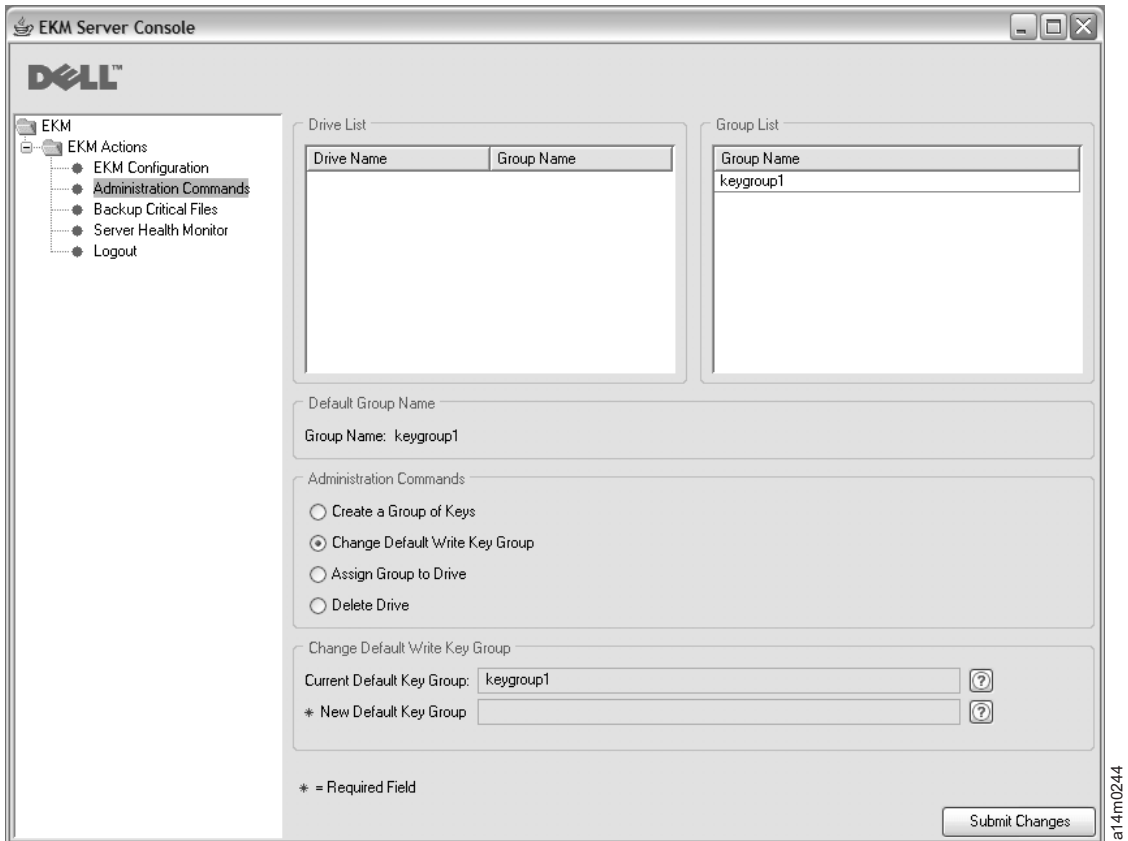 EKM Server Console
DELL™
EKM
EKM Actions
EKM Configuration
Administration Commands
Backup Critical Files
Server Health Monitor
Logout
Drive List
Drive Name Group Name
Group List
Group Name
keygroup1
Default Group Name
Group Name: keygroup1
Administration Commands
Create a Group of Keys
Change Default Write Key Group
Assign Group to Drive
Delete Drive
Change Default Write Key Group
Current Default Key Group: keygroup1 ?
* New Default Key Group ?
* = Required Field
Submit Changes
a14m0244